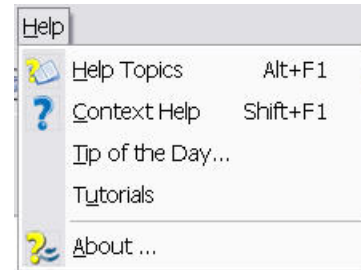 Help
Help Topics Alt+F1
Context Help Shift+F1
Tip of the Day...
Tutorials
About ...